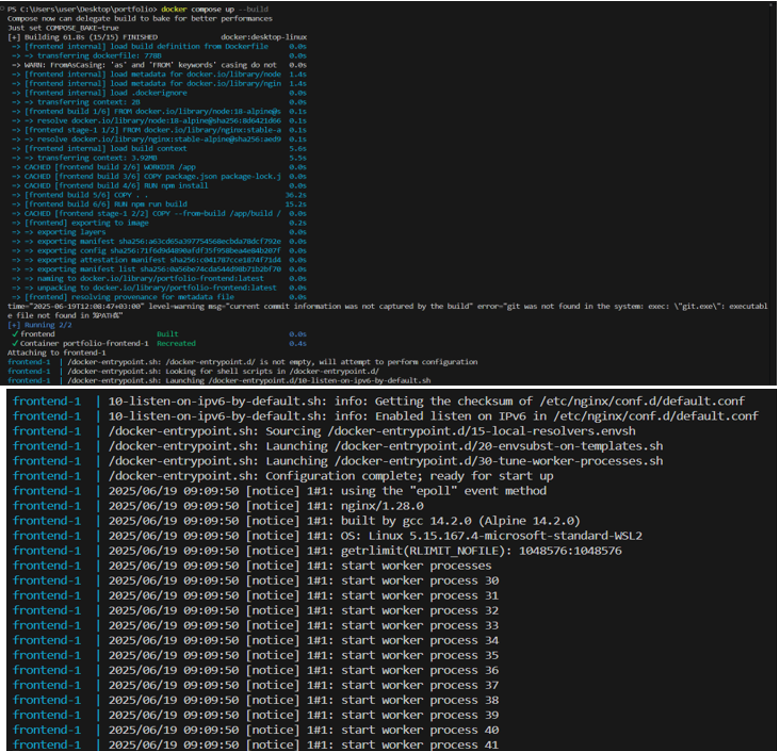 PS C:\Users\user\Desktop\portfolio> docker compose up --build
Compose now can delegate build to bake for better performances
Just set COMPOSE_BAKE=true
[+] Building 61.8s (15/15) FINISHED docker:desktop-linux
=> [frontend internal] load build definition from Dockerfile 0.0s
=> => transferring dockerfile: 778B 0.0s
=> WARN: FromAsCasing: 'as' and 'FROM' keywords' casing do not 0.0s
=> [frontend internal] load metadata for docker.io/library/node 1.4s
=> [frontend internal] load metadata for docker.io/library/ngin 1.4s
=> [frontend internal] load .dockerignore 0.0s
=> => transferring context: 2B 0.0s
=> [frontend build 1/6] FROM docker.io/library/node:18-alpine@s 0.1s
=> => resolve docker.io/library/node:18-alpine@sha256:8d6421d66 0.1s
=> [frontend stage-1 1/2] FROM docker.io/library/nginx:stable-a 0.1s
=> => resolve docker.io/library/nginx:stable-alpine@sha256:aed9 0.1s
=> [frontend internal] load build context 5.6s
=> => transferring context: 3.92MB 5.5s
=> CACHED [frontend build 2/6] WORKDIR /app 0.0s
=> CACHED [frontend build 3/6] COPY package.json package-lock.j 0.0s
=> CACHED [frontend build 4/6] RUN npm install 0.0s
=> [frontend build 5/6] COPY . . 36.2s
=> [frontend build 6/6] RUN npm run build 15.2s
=> CACHED [frontend stage-1 2/2] COPY --from=build /app/build / 0.0s
=> [frontend] exporting to image 0.2s
=> => exporting layers 0.0s
=> => exporting manifest sha256:a63cd65a397754568ecbda78dcf792e 0.0s
=> => exporting config sha256:71f6d9d4890afdf35f958bea4e84b207f 0.0s
=> => exporting attestation manifest sha256:c041787cce1874f71d4 0.0s
=> => exporting manifest list sha256:0a56be74cda544d98b71b2bf70 0.0s
=> => naming to docker.io/library/portfolio-frontend:latest 0.0s
=> => unpacking to docker.io/library/portfolio-frontend:latest 0.0s
=> [frontend] resolving provenance for metadata file 0.0s
time="2025-06-19T12:08:47+03:00" level=warning msg="current commit information was not captured by the build" error="git was not found in the system: exec: \"git.exe\": executabl
e file not found in %PATH%"
[+] Running 2/2
✓ frontend Built 0.0s
✓ Container portfolio-frontend-1 Recreated 0.4s
Attaching to frontend-1
frontend-1 | /docker-entrypoint.sh: /docker-entrypoint.d/ is not empty, will attempt to perform configuration
frontend-1 | /docker-entrypoint.sh: Looking for shell scripts in /docker-entrypoint.d/
frontend-1 | /docker-entrypoint.sh: Launching /docker-entrypoint.d/10-listen-on-ipv6-by-default.sh
frontend-1 | 10-listen-on-ipv6-by-default.sh: info: Getting the checksum of /etc/nginx/conf.d/default.conf
frontend-1 | 10-listen-on-ipv6-by-default.sh: info: Enabled listen on IPv6 in /etc/nginx/conf.d/default.conf
frontend-1 | /docker-entrypoint.sh: Sourcing /docker-entrypoint.d/15-local-resolvers.envsh
frontend-1 | /docker-entrypoint.sh: Launching /docker-entrypoint.d/20-envsubst-on-templates.sh
frontend-1 | /docker-entrypoint.sh: Launching /docker-entrypoint.d/30-tune-worker-processes.sh
frontend-1 | /docker-entrypoint.sh: Configuration complete; ready for start up
frontend-1 | 2025/06/19 09:09:50 [notice] 1#1: using the "epoll" event method
frontend-1 | 2025/06/19 09:09:50 [notice] 1#1: nginx/1.28.0
frontend-1 | 2025/06/19 09:09:50 [notice] 1#1: built by gcc 14.2.0 (Alpine 14.2.0)
frontend-1 | 2025/06/19 09:09:50 [notice] 1#1: OS: Linux 5.15.167.4-microsoft-standard-WSL2
frontend-1 | 2025/06/19 09:09:50 [notice] 1#1: getrlimit(RLIMIT_NOFILE): 1048576:1048576
frontend-1 | 2025/06/19 09:09:50 [notice] 1#1: start worker processes
frontend-1 | 2025/06/19 09:09:50 [notice] 1#1: start worker process 30
frontend-1 | 2025/06/19 09:09:50 [notice] 1#1: start worker process 31
frontend-1 | 2025/06/19 09:09:50 [notice] 1#1: start worker process 32
frontend-1 | 2025/06/19 09:09:50 [notice] 1#1: start worker process 33
frontend-1 | 2025/06/19 09:09:50 [notice] 1#1: start worker process 34
frontend-1 | 2025/06/19 09:09:50 [notice] 1#1: start worker process 35
frontend-1 | 2025/06/19 09:09:50 [notice] 1#1: start worker process 36
frontend-1 | 2025/06/19 09:09:50 [notice] 1#1: start worker process 37
frontend-1 | 2025/06/19 09:09:50 [notice] 1#1: start worker process 38
frontend-1 | 2025/06/19 09:09:50 [notice] 1#1: start worker process 39
frontend-1 | 2025/06/19 09:09:50 [notice] 1#1: start worker process 40
frontend-1 | 2025/06/19 09:09:50 [notice] 1#1: start worker process 41